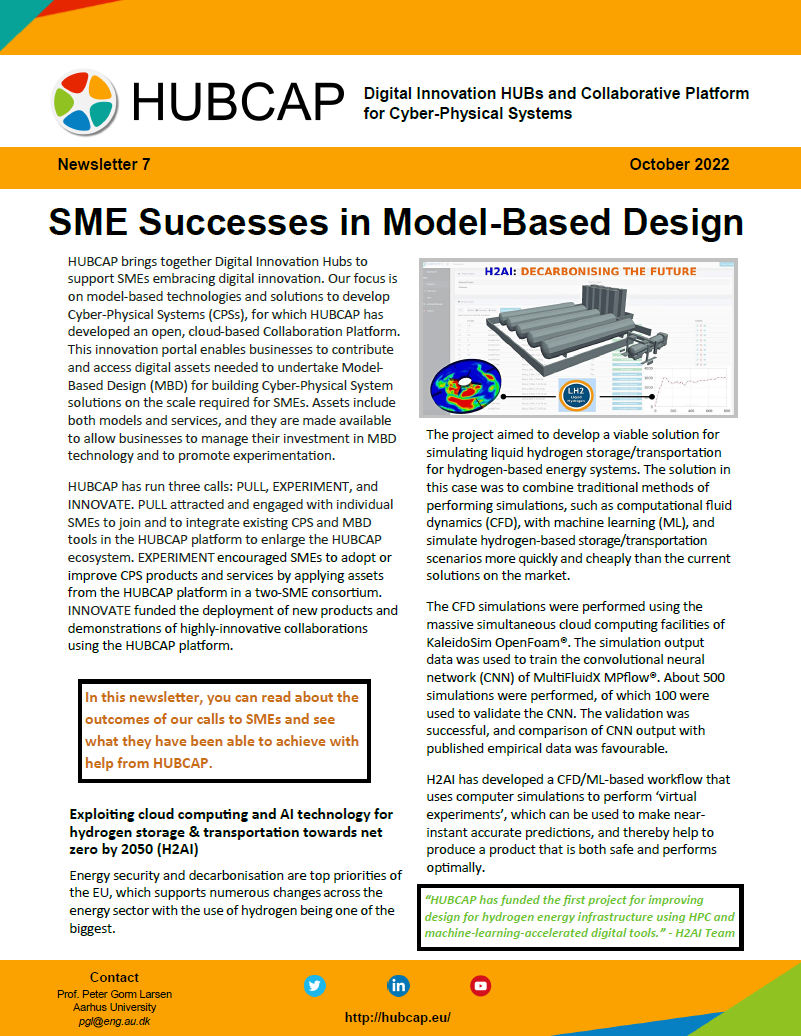 HUBCAP
Digital Innovation HUBs and Collaborative Platform
for Cyber-Physical Systems
Newsletter 7
October 2022
SME Successes in Model-Based Design
HUBCAP brings together Digital Innovation Hubs to
support SMEs embracing digital innovation. Our focus is
on model-based technologies and solutions to develop
Cyber-Physical Systems (CPSs), for which HUBCAP has
developed an open, cloud-based Collaboration Platform.
This innovation portal enables businesses to contribute
and access digital assets needed to undertake Model-
Based Design (MBD) for building Cyber-Physical System
solutions on the scale required for SMEs. Assets include
both models and services, and they are made available
to allow businesses to manage their investment in MBD
technology and to promote experimentation.
HUBCAP has run three calls: PULL, EXPERIMENT, and
INNOVATE. PULL attracted and engaged with individual
SMEs to join and to integrate existing CPS and MBD
tools in the HUBCAP platform to enlarge the HUBCAP
ecosystem. EXPERIMENT encouraged SMEs to adopt or
improve CPS products and services by applying assets
from the HUBCAP platform in a two-SME consortium.
INNOVATE funded the deployment of new products and
demonstrations of highly-innovative collaborations
using the HUBCAP platform.
In this newsletter, you can read about the
outcomes of our calls to SMEs and see
what they have been able to achieve with
help from HUBCAP.
Exploiting cloud computing and AI technology for
hydrogen storage & transportation towards net
zero by 2050 (H2AI)
Energy security and decarbonisation are top priorities of
the EU, which supports numerous changes across the
energy sector with the use of hydrogen being one of the
biggest.
H2AI: DECARBONISING THE FUTURE
LH2
Liquid
Hydrogen
4000
3000
2000
1000
0
0 200 400 600 800
The project aimed to develop a viable solution for
simulating liquid hydrogen storage/transportation
for hydrogen-based energy systems. The solution in
this case was to combine traditional methods of
performing simulations, such as computational fluid
dynamics (CFD), with machine learning (ML), and
simulate hydrogen-based storage/transportation
scenarios more quickly and cheaply than the current
solutions on the market.
The CFD simulations were performed using the
massive simultaneous cloud computing facilities of
KaleidoSim OpenFoam®. The simulation output
data was used to train the convolutional neural
network (CNN) of MultiFluidX MPflow®. About 500
simulations were performed, of which 100 were
used to validate the CNN. The validation was
successful, and comparison of CNN output with
published empirical data was favourable.
H2AI has developed a CFD/ML-based workflow that
uses computer simulations to perform ‘virtual
experiments’, which can be used to make near-
instant accurate predictions, and thereby help to
produce a product that is both safe and performs
optimally.
“HUBCAP has funded the first project for improving
design for hydrogen energy infrastructure using HPC and
machine-learning-accelerated digital tools.” - H2AI Team
Contact
Prof. Peter Gorm Larsen
Aarhus University
pgl@eng.au.dk
in
http://hubcap.eu/